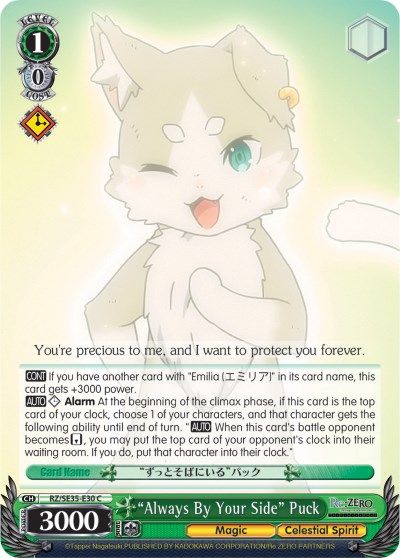 LEVEL
1
0
COST
You're precious to me, and I want to protect you forever.
CONT If you have another card with "Emilia (エミリア)" in its card name, this
card gets +3000 power.
AUTO Alarm At the beginning of the climax phase, if this card is the top
card of your clock, choose 1 of your characters, and that character gets the
following ability until end of turn. "AUTO When this card's battle opponent
becomes, you may put the top card of your opponent's clock into their
waiting room. If you do, put that character into their clock."
Card Name
"ずっとそばにいる"パック
CH
RZ/SE35-E30 C
"Always By Your Side" Puck
Re:ZERO
3000
Magic
Celestial Spirit
©Tappei Nagatsuki,PUBLISHED BY KADOKAWA CORPORATION/Re:ZERO PARTNERS